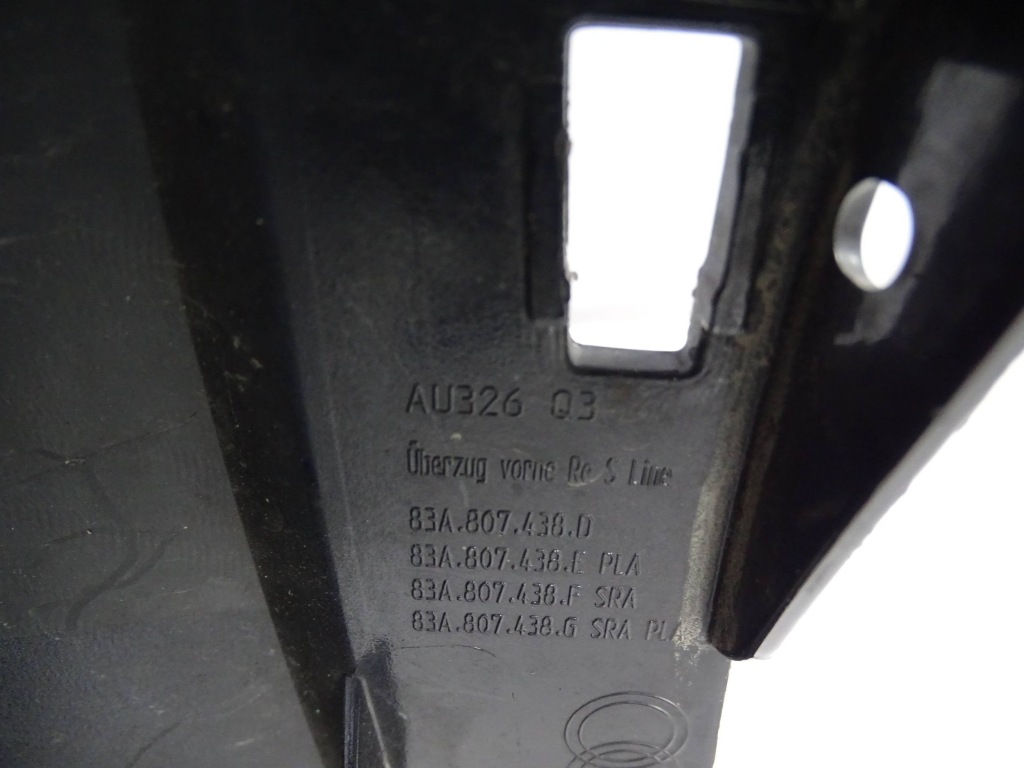 AU326 Q3
Überzug vorne Re S Line
83A.807.438.D
83A.807.438.E PLA
83A.807.438.F SRA
83A.807.438.G SRA PLA